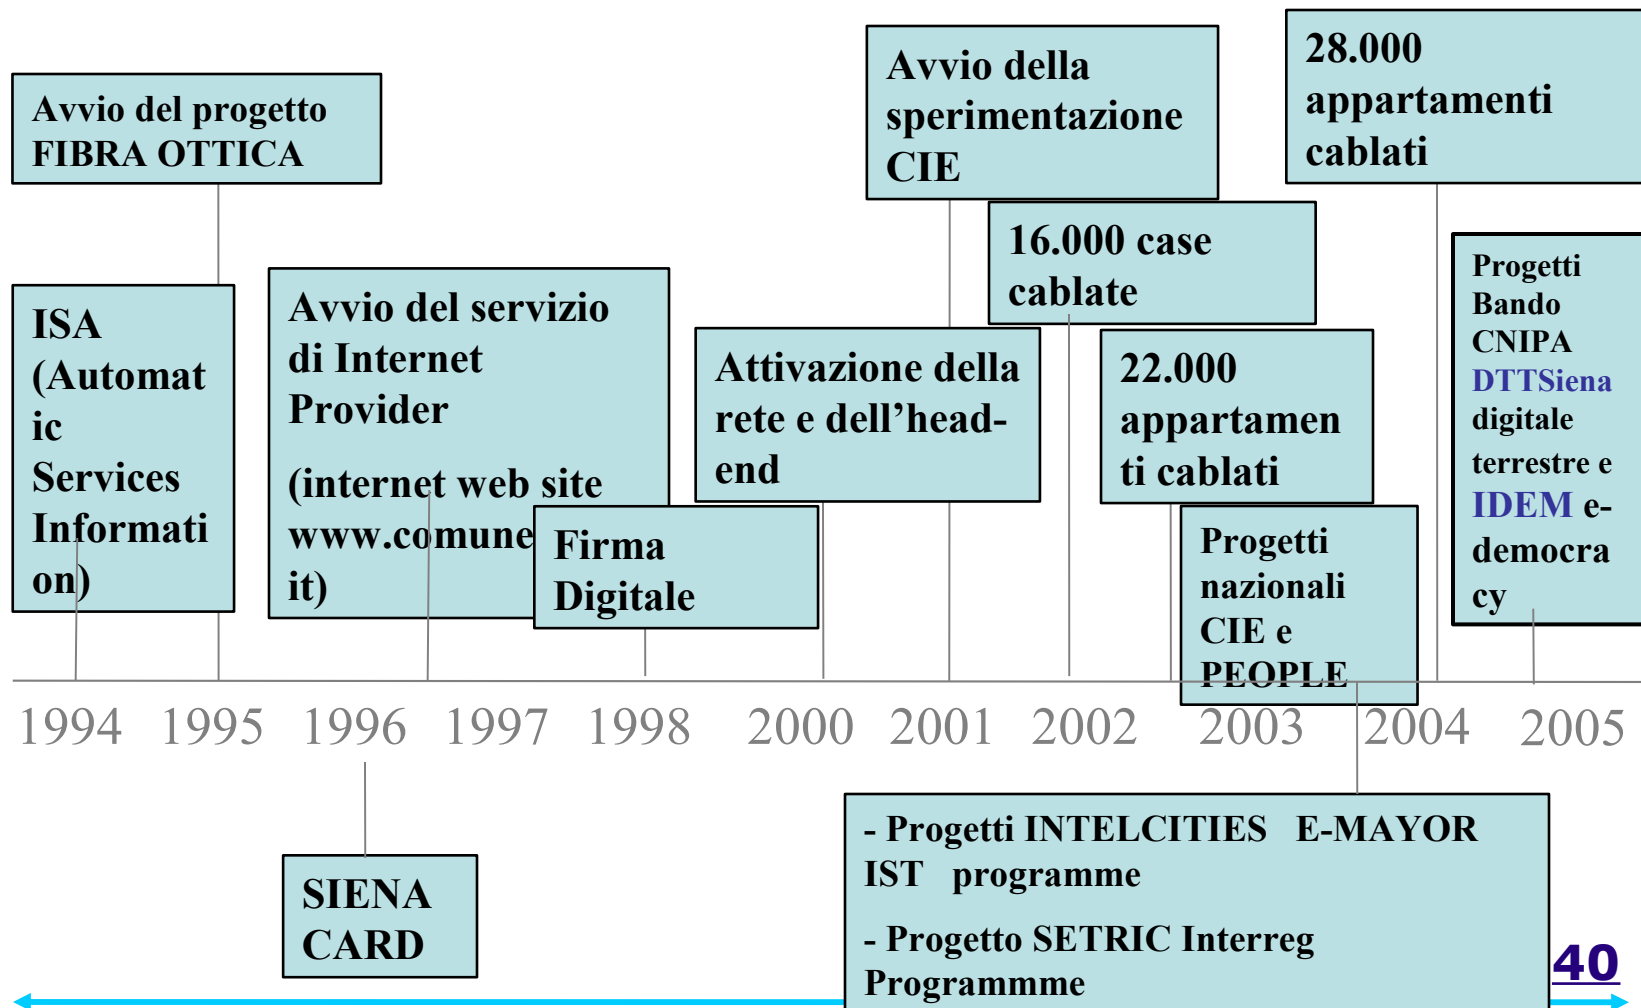 Avvio del progetto
FIBRA OTTICA
ISA
(Automat
ic
Services
Informati
on)
Avvio del servizio
di Internet
Provider
(internet web site
www.comune
it)
Firma
Digitale
Attivazione della
rete e dell’head-
end
Avvio della
sperimentazione
CIE
16.000 case
cablate
22.000
appartamen
ti cablati
Progetti
nazionali
CIE e
PEOPLE
28.000
appartamenti
cablati
Progetti
Bando
CNIPA
DTTSiena
digitale
terrestre e
IDEM e-
democra
cy
1994 1995 1996 1997 1998 2000 2001 2002 2003 2004 2005
SIENA
CARD
- Progetti INTELCITIES E-MAYOR
IST programme
- Progetto SETRIC Interreg
Programmme
40